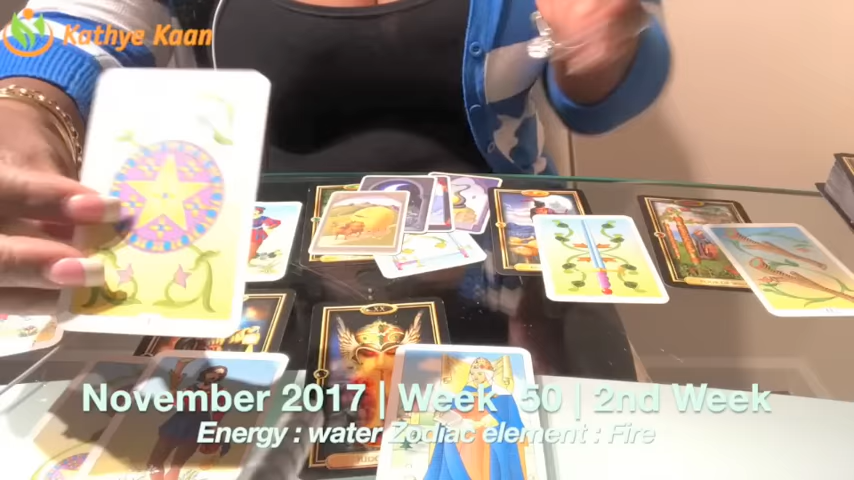 Kathye Kaan
November 2017 | Week 50 | 2nd Week
Energy : water Zodiac element : Fire